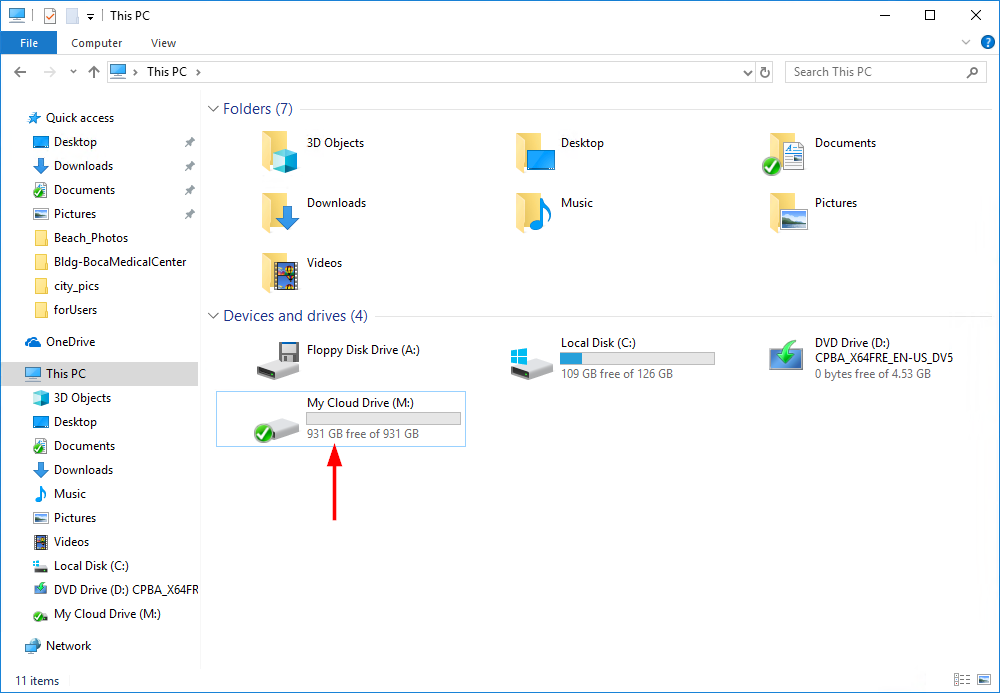 This PC
File Computer View
This PC
Search This PC
Quick access
Desktop
Downloads
Documents
Pictures
Beach_Photos
Bldg-BocaMedicalCenter
city_pics
forUsers
OneDrive
This PC
3D Objects
Desktop
Documents
Downloads
Music
Pictures
Videos
Local Disk (C:)
DVD Drive (D:) CPBA_X64FR
My Cloud Drive (M:)
Network
Folders (7)
3D Objects
Desktop
Documents
Downloads
Music
Pictures
Videos
Devices and drives (4)
Floppy Disk Drive (A:)
Local Disk (C:)
109 GB free of 126 GB
DVD Drive (D:)
CPBA_X64FRE_EN-US_DV5
0 bytes free of 4.53 GB
My Cloud Drive (M:)
931 GB free of 931 GB
11 items